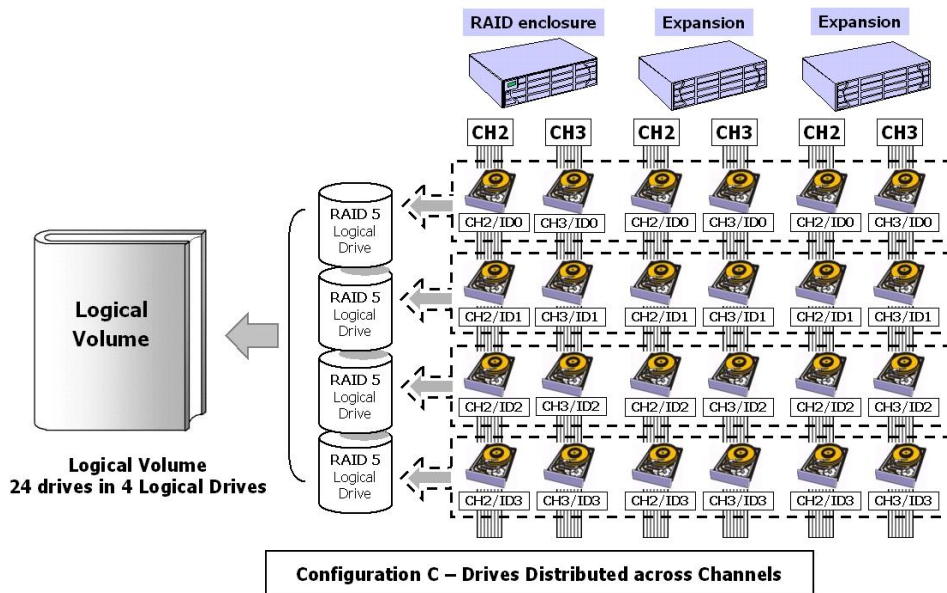 RAID enclosure Expansion Expansion
CH2 CH3 CH2 CH3 CH2 CH3
RAID 5
Logical
Drive
CH2/ID0 CH3/ID0 CH2/ID0 CH3/ID0 CH2/ID0 CH3/ID0
RAID 5
Logical
Drive
CH2/ID1 CH3/ID1 CH2/ID1 CH3/ID1 CH2/ID1 CH3/ID1
RAID 5
Logical
Drive
CH2/ID2 CH3/ID2 CH2/ID2 CH3/ID2 CH2/ID2 CH3/ID2
RAID 5
Logical
Drive
CH2/ID3 CH3/ID3 CH2/ID3 CH3/ID3 CH2/ID3 CH3/ID3
Logical
Volume
Logical Volume
24 drives in 4 Logical Drives
Configuration C – Drives Distributed across Channels